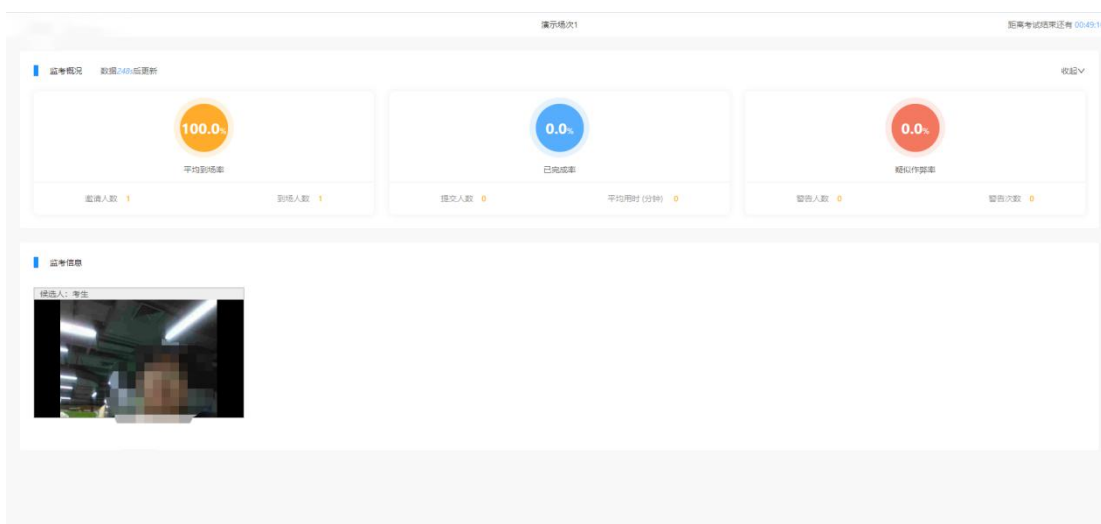 演示场次1
距离考试结束还有 00:49:1
监考概况 数据248s后更新
收起
100.0%
平均到场率
邀请人数 1 到场人数 1
0.0%
已完成率
提交人数 0 平均用时 (分钟) 0
0.0%
疑似作弊率
警告人数 0 警告次数 0
监考信息
候选人：考生